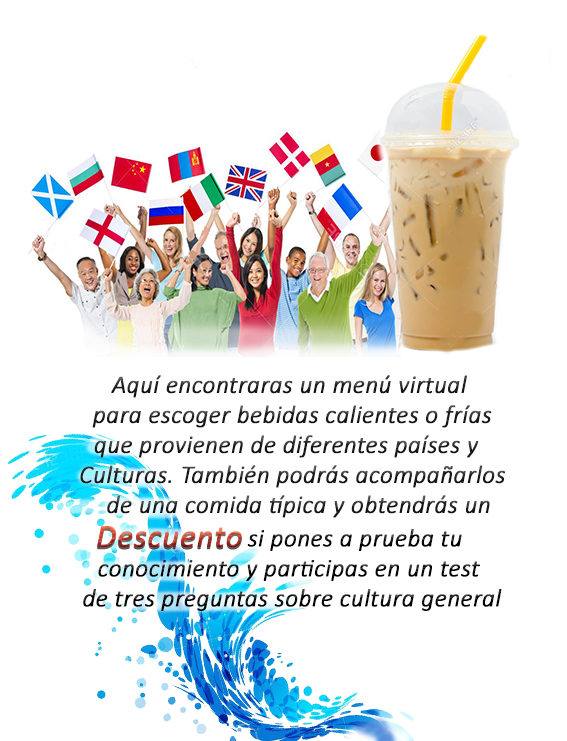 Aquí encontraras un menú virtual
para escoger bebidas calientes o frías
que provienen de diferentes países y
Culturas. También podrás acompañarlos
de una comida típica y obtendrás un
Descuento si pones a prueba tu
conocimiento y participas en un test
de tres preguntas sobre cultura general